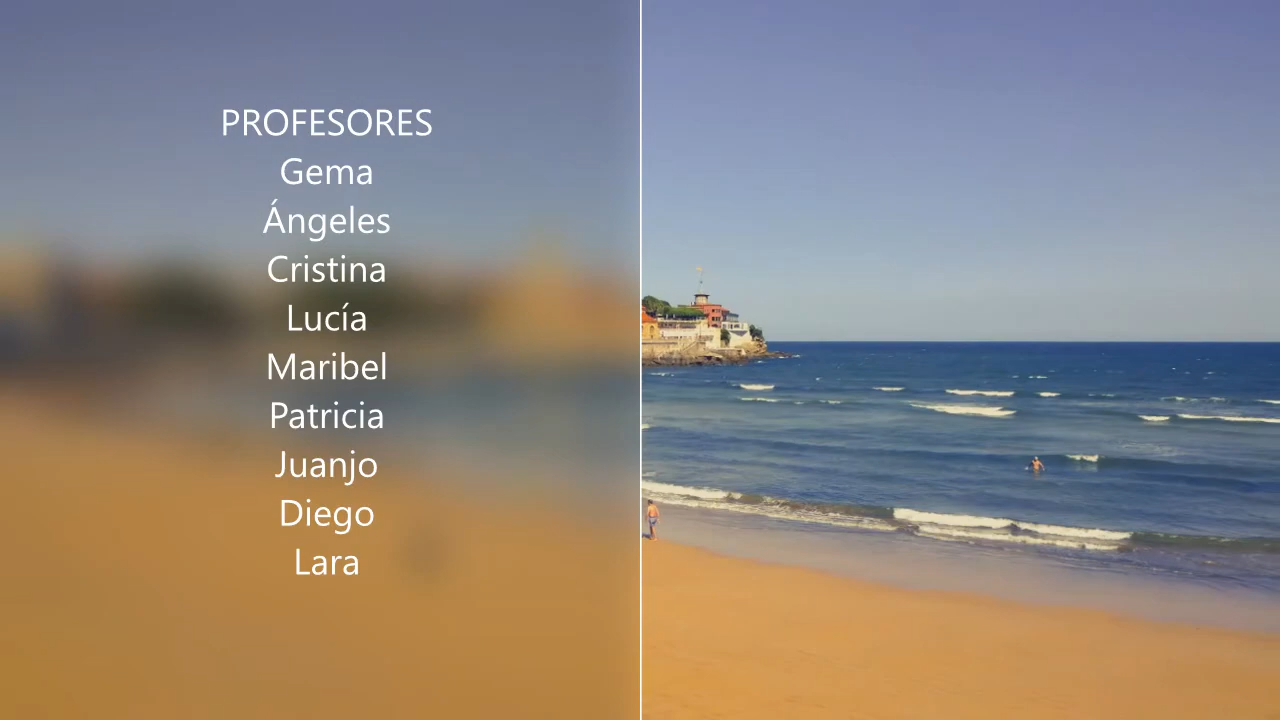 PROFESORES
Gema
Ángeles
Cristina
Lucía
Maribel
Patricia
Juanjo
Diego
Lara